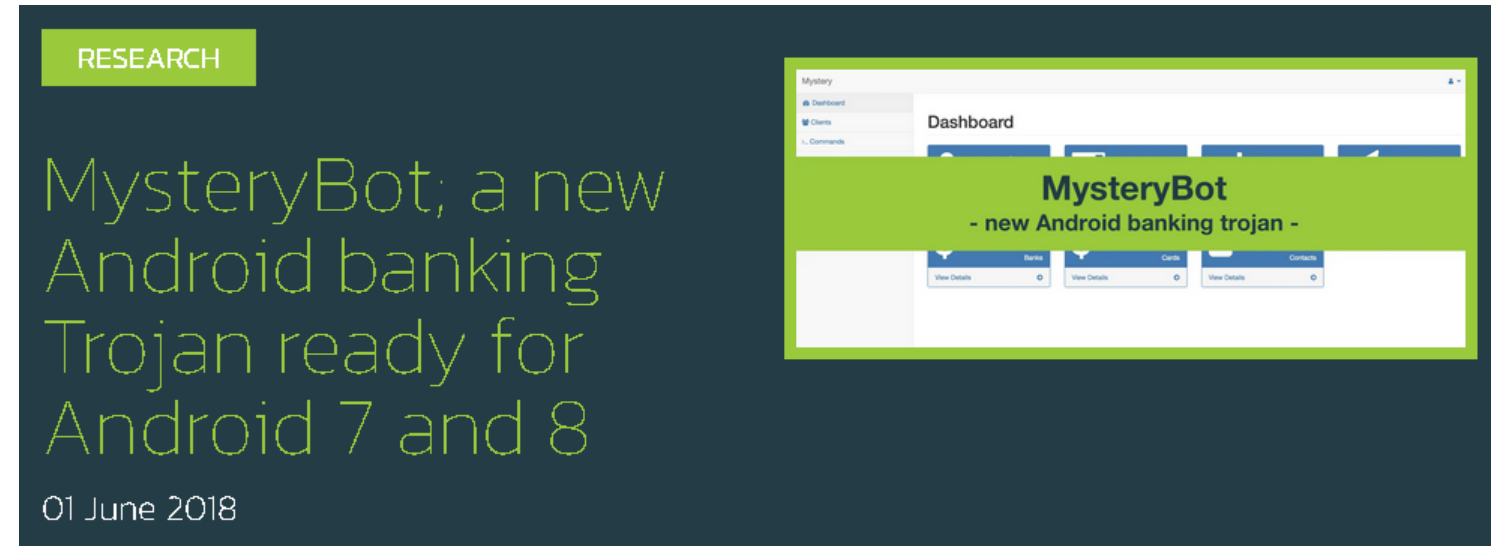 RESEARCH
MysteryBot; a new
Android banking
Trojan ready for
Android 7 and 8
01 June 2018
Mystery
Dashboard
Clients
Commands
Dashboard
MysteryBot
- new Android banking trojan -
Banks
Cards
Contacts
View Details
View Details
View Details